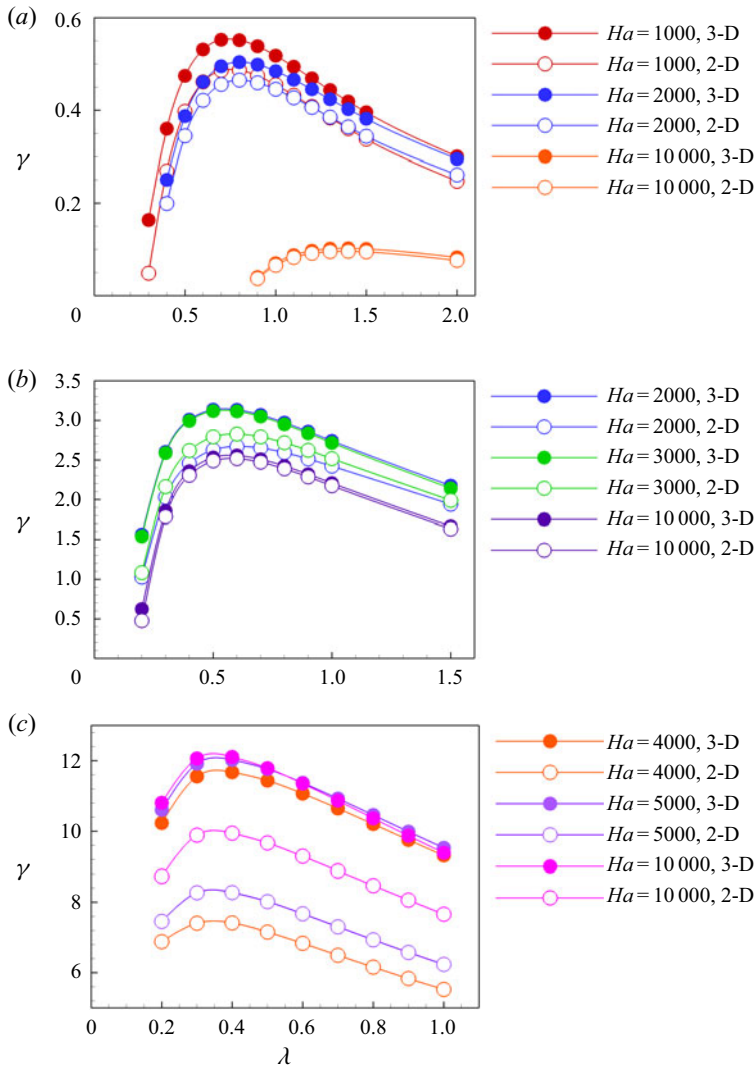 (a)
0.6
0.4
γ
0.2
0
0.5
1.0
1.5
2.0
Ha = 1000, 3-D
Ha = 1000, 2-D
Ha = 2000, 3-D
Ha = 2000, 2-D
Ha = 10 000, 3-D
Ha = 10 000, 2-D
(b)
3.5
3.0
2.5
2.0
γ
1.5
1.0
0.5
0
0.5
1.0
1.5
Ha = 2000, 3-D
Ha = 2000, 2-D
Ha = 3000, 3-D
Ha = 3000, 2-D
Ha = 10 000, 3-D
Ha = 10 000, 2-D
(c)
12
10
γ
8
6
0
0.2
0.4
0.6
0.8
1.0
λ
Ha = 4000, 3-D
Ha = 4000, 2-D
Ha = 5000, 3-D
Ha = 5000, 2-D
Ha = 10 000, 3-D
Ha = 10 000, 2-D